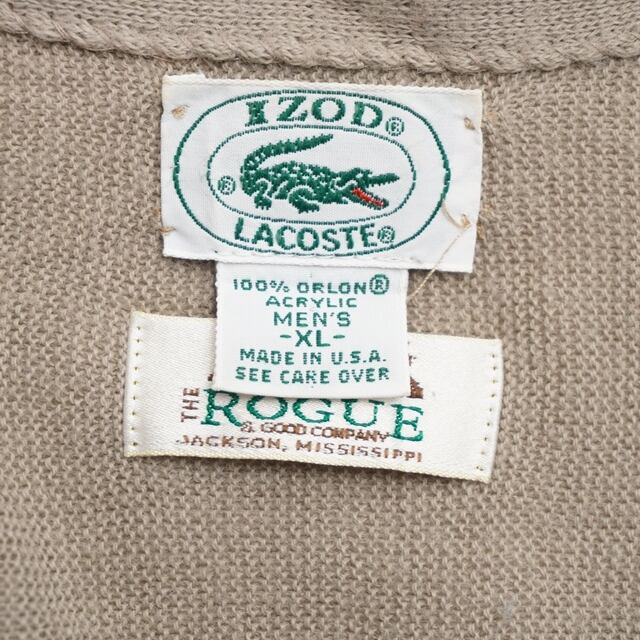 IZOD®
®
LACOSTE®
100% ORLON®
ACRYLIC
MEN'S
-XL-
MADE IN U.S.A.
SEE CARE OVER
THE
ROGUE
& GOOD COMPANY
JACKSON, MISSISSIPPI